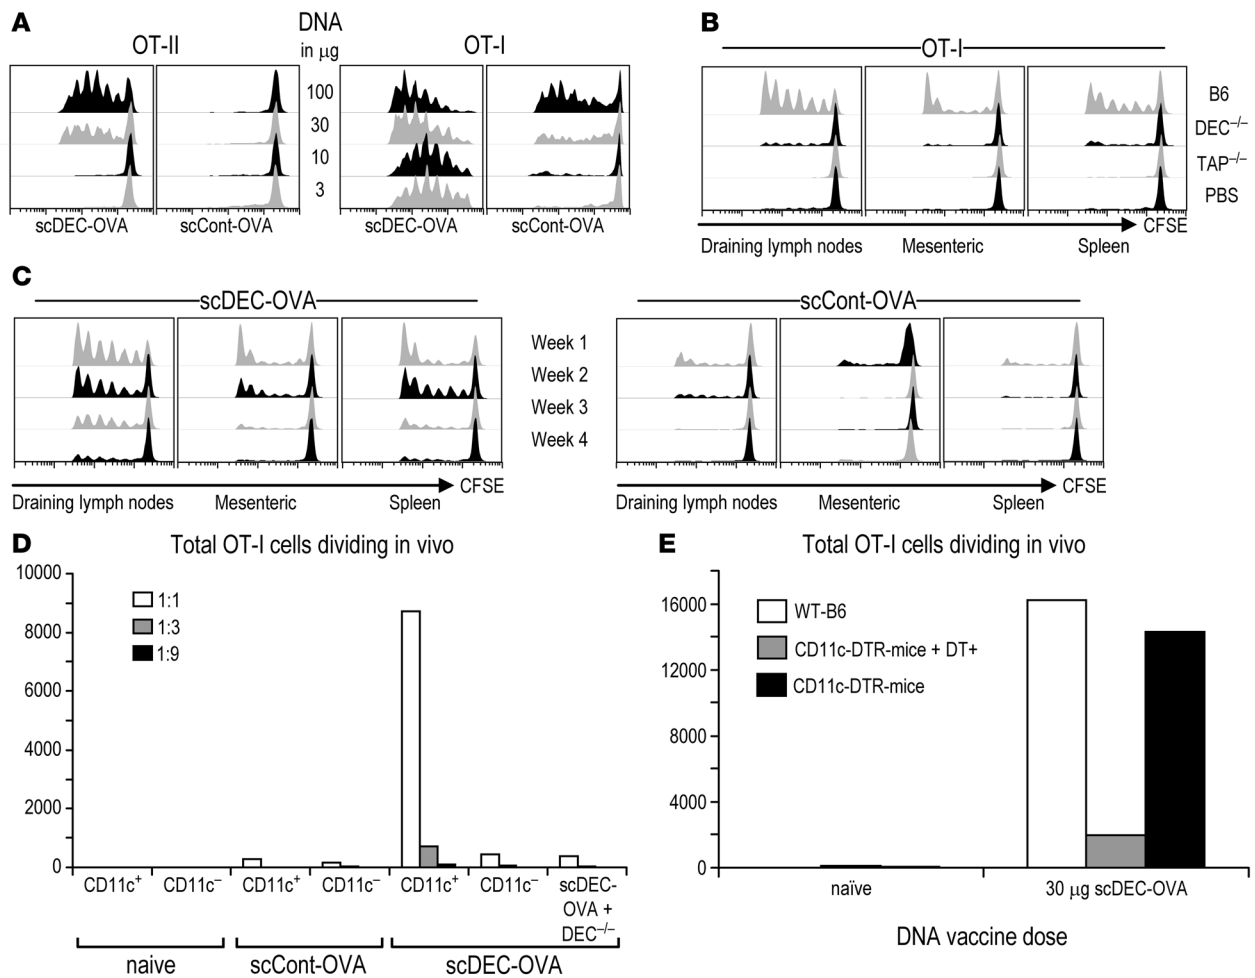 A
OT-II
DNA
in µg
OT-I
100
30
10
3
scDEC-OVA
scCont-OVA
scDEC-OVA
scCont-OVA
B
OT-I
B6
DEC–/–
TAP–/–
PBS
CFSE
Draining lymph nodes
Mesenteric
Spleen
C
scDEC-OVA
scCont-OVA
Week 1
Week 2
Week 3
Week 4
CFSE
CFSE
Draining lymph nodes
Mesenteric
Spleen
Draining lymph nodes
Mesenteric
Spleen
D
Total OT-I cells dividing in vivo
10000
8000
6000
4000
2000
0
1:1
1:3
1:9
CD11c+
CD11c–
CD11c+
CD11c–
CD11c+
CD11c–
scDEC-
OVA +
DEC–/–
naive
scCont-OVA
scDEC-OVA
E
Total OT-I cells dividing in vivo
16000
12000
8000
4000
0
WT-B6
CD11c-DTR-mice + DT+
CD11c-DTR-mice
naïve
30 µg scDEC-OVA
DNA vaccine dose